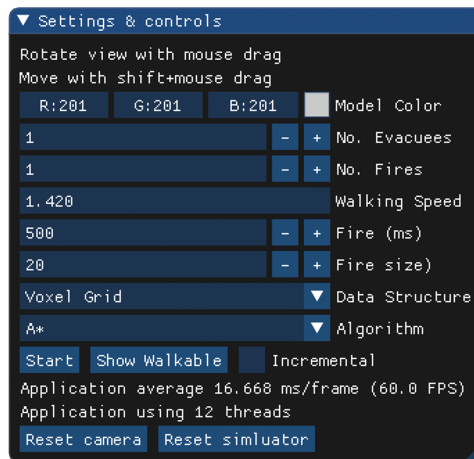 ▼ Settings & controls
Rotate view with mouse drag
Move with shift+mouse drag
R:201 G:201 B:201 Model Color
1 - + No. Evacuees
1 - + No. Fires
1.420 Walking Speed
500 - + Fire (ms)
20 - + Fire size)
Voxel Grid ▼ Data Structure
A* ▼ Algorithm
Start Show Walkable Incremental
Application average 16.668 ms/frame (60.0 FPS)
Application using 12 threads
Reset camera Reset simluator